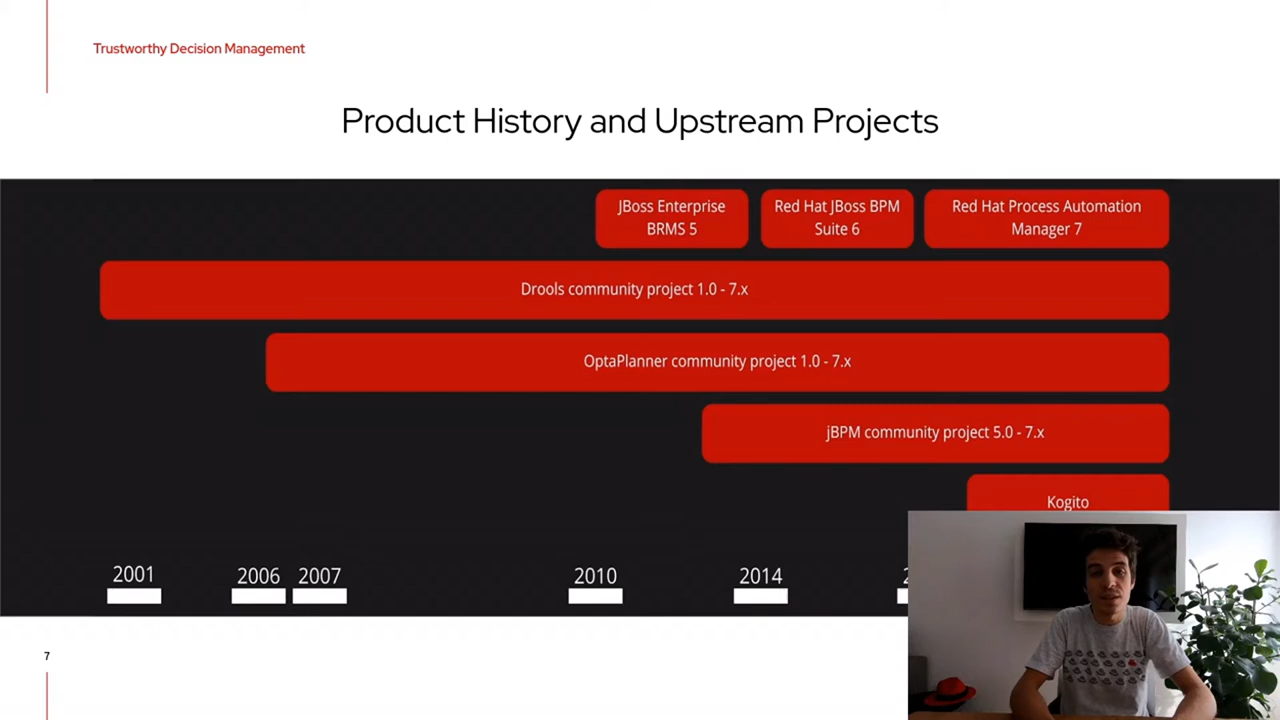 Trustworthy Decision Management
Product History and Upstream Projects
JBoss Enterprise
BRMS 5
Red Hat JBoss BPM
Suite 6
Red Hat Process Automation
Manager 7
Drools community project 1.0 - 7.x
OptaPlanner community project 1.0 - 7.x
jBPM community project 5.0 - 7.x
Kogito
2001
2006
2007
2010
2014
7